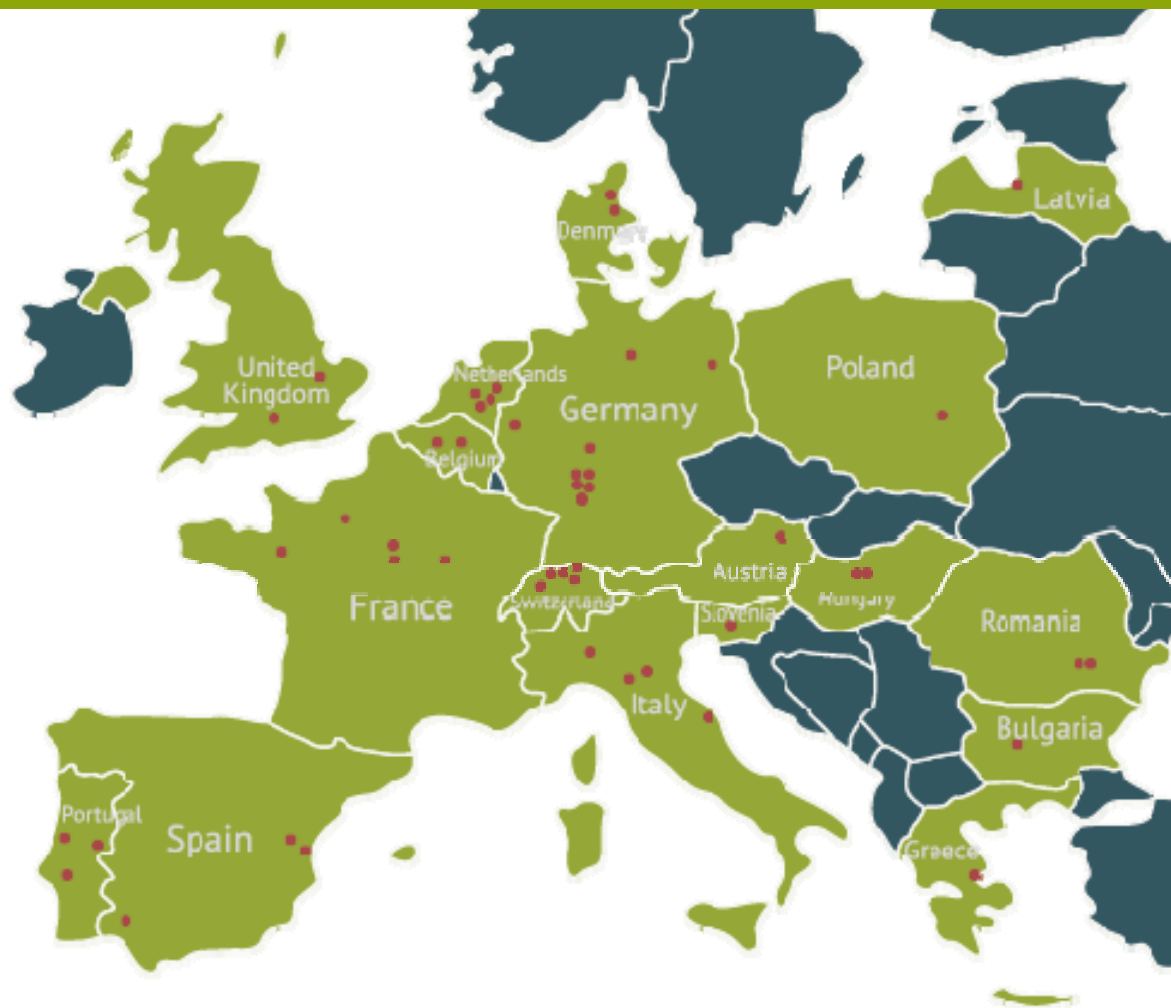 Latvia
Denmark
United
Kingdom
Netherlands
Poland
Germany
Belgium
Austria
Switzerland
Hungary
France
Slovenia
Romania
Italy
Bulgaria
Portugal
Spain
Greece